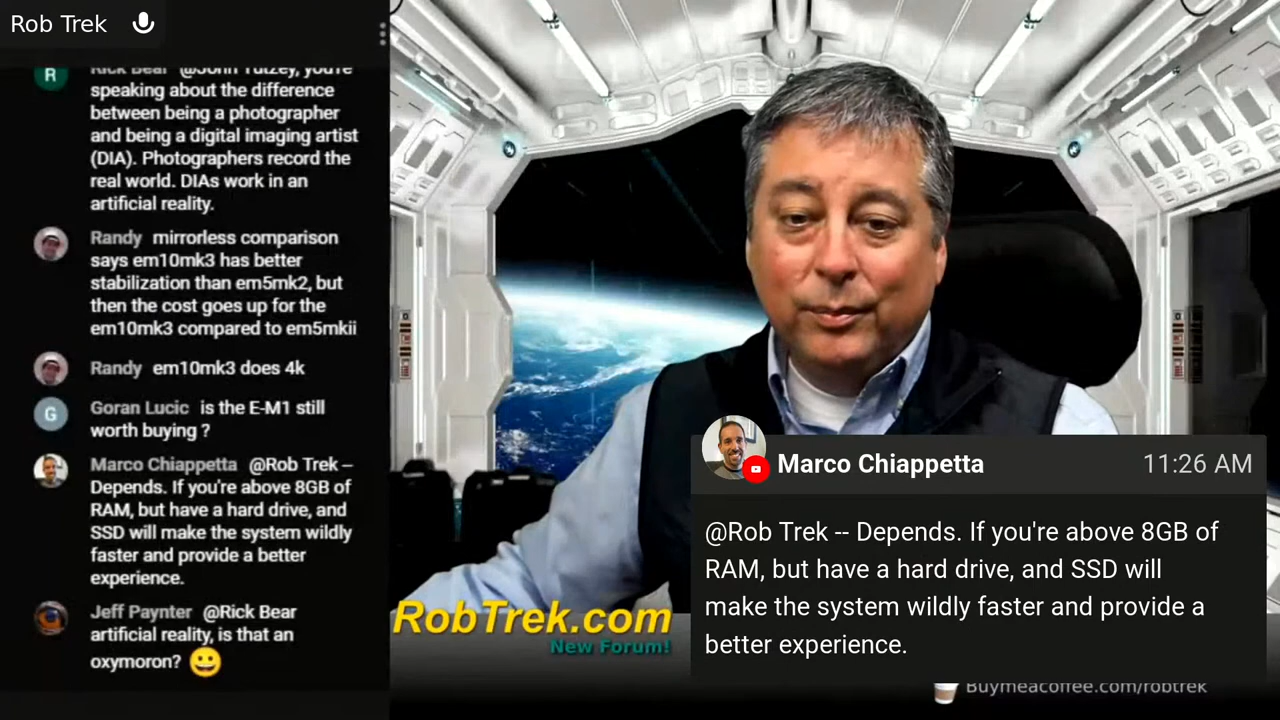 Rob Trek
R
Rick Bear @John Tutzey, you're
speaking about the difference
between being a photographer
and being a digital imaging artist
(DIA). Photographers record the
real world. DIAs work in an
artificial reality.
Randy mirrorless comparison
says em10mk3 has better
stabilization than em5mk2, but
then the cost goes up for the
em10mk3 compared to em5mkii
Randy em10mk3 does 4k
G
Goran Lucic is the E-M1 still
worth buying ?
Marco Chiappetta @Rob Trek –
Depends. If you're above 8GB of
RAM, but have a hard drive, and
SSD will make the system wildly
faster and provide a better
experience.
Jeff Paynter @Rick Bear
artificial reality, is that an
oxymoron? 😀
Marco Chiappetta 11:26 AM
@Rob Trek -- Depends. If you're above 8GB of
RAM, but have a hard drive, and SSD will
make the system wildly faster and provide a
better experience.
RobTrek.com
New Forum!
Buymeacoffee.com/robtrek